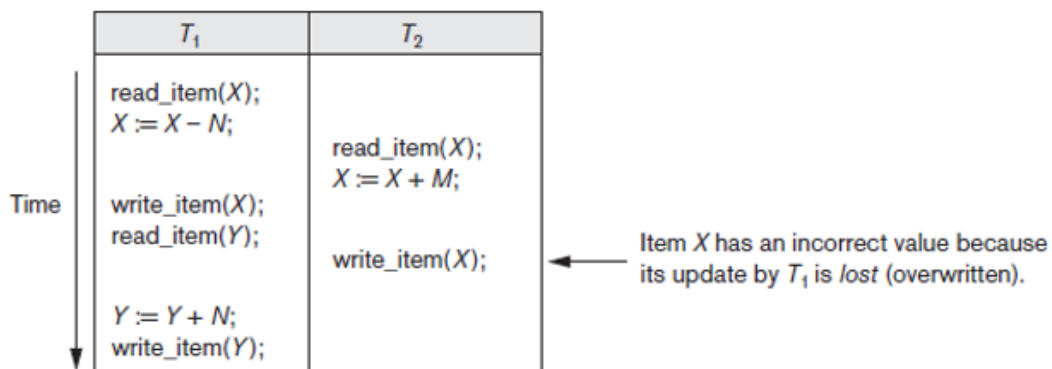 T1 T2
read_item(X);
X := X – N;
read_item(X);
X := X + M;
Time
write_item(X);
read_item(Y);
write_item(X);
Item X has an incorrect value because
its update by T1 is lost (overwritten).
Y := Y + N;
write_item(Y);